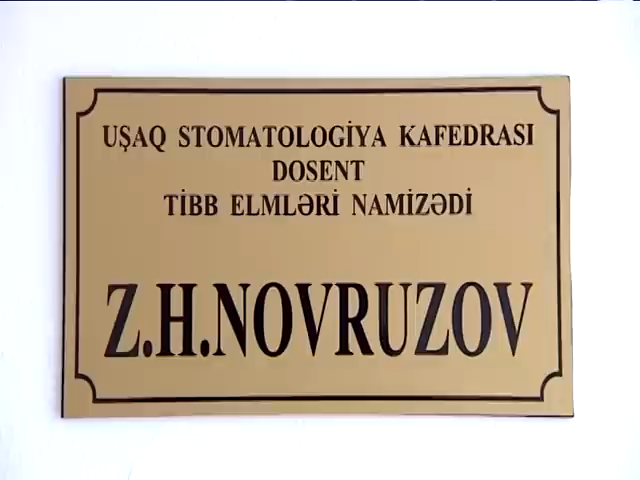 UŞAQ STOMATOLOGİYA KAFEDRASI
DOSENT
TİBB ELMLƏRİ NAMİZƏDİ
Z.H.NOVRUZOV